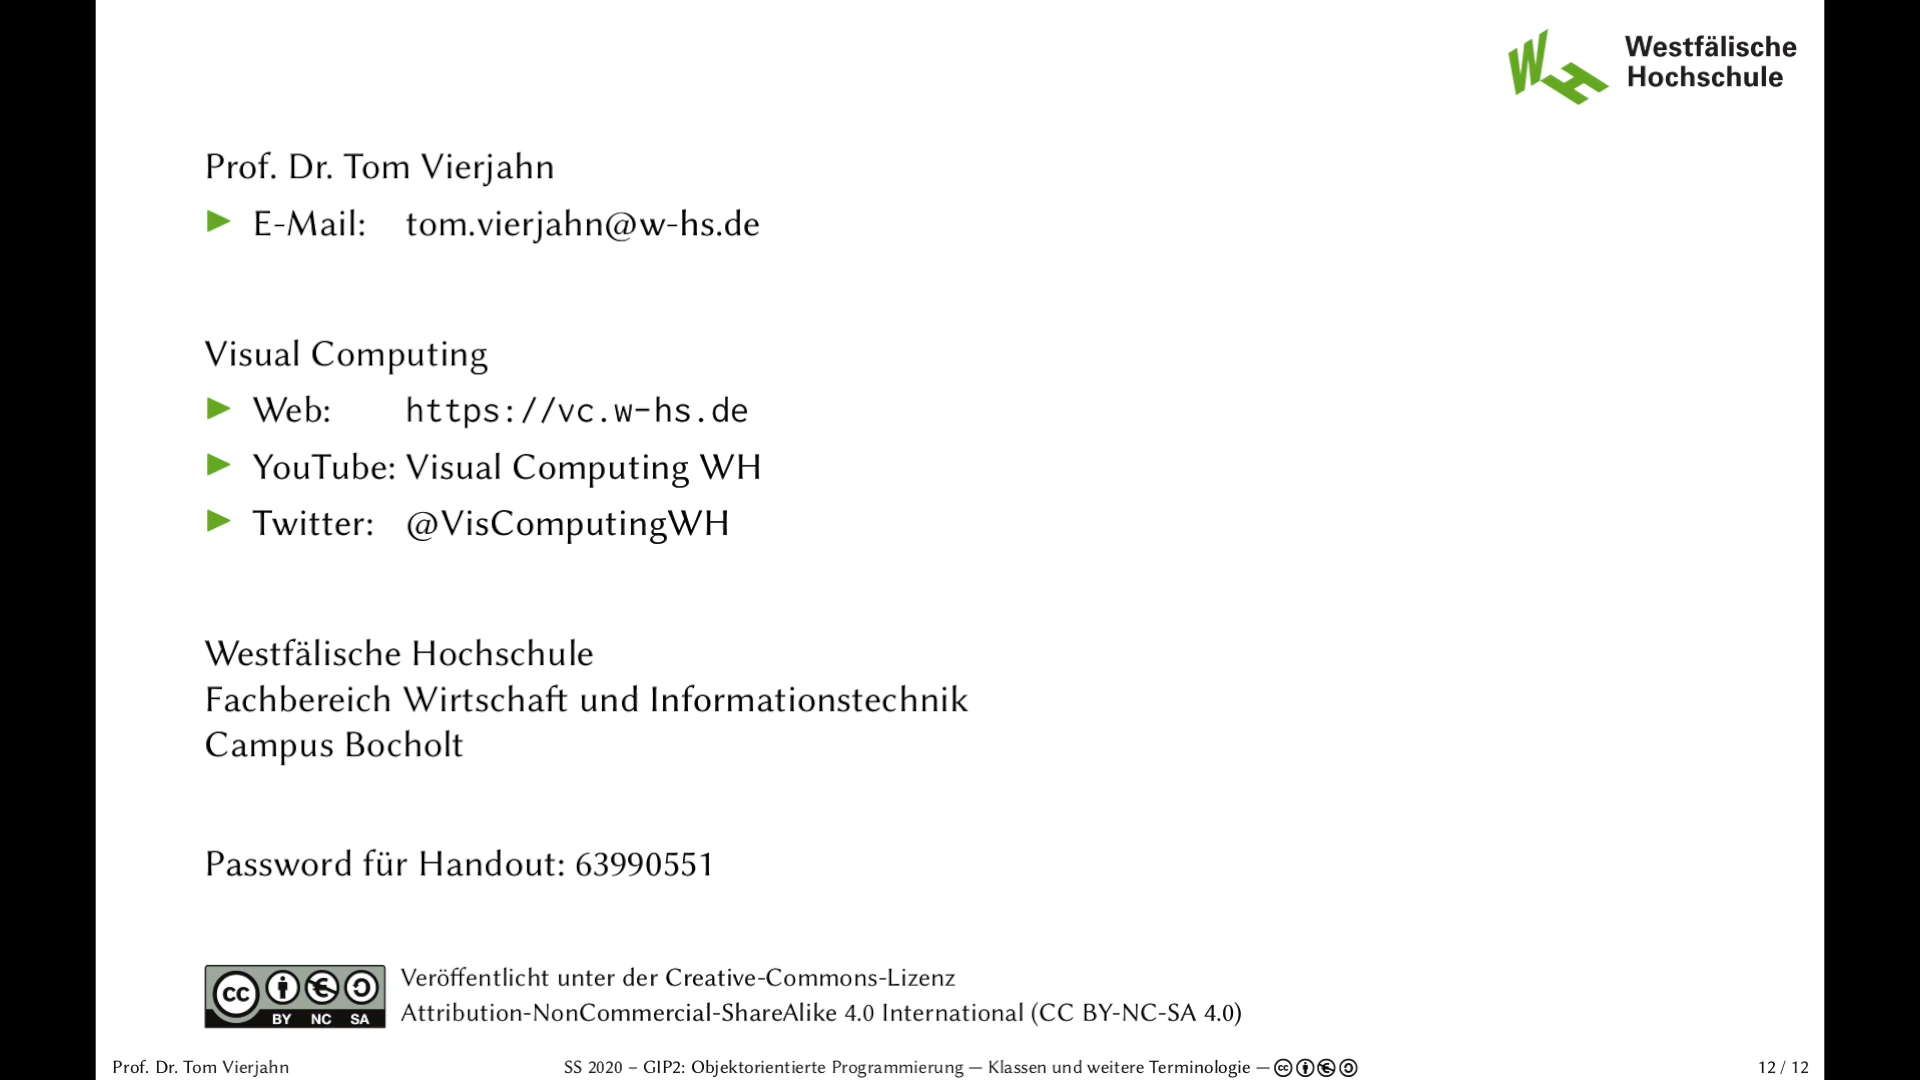 Westfälische
Hochschule
Prof. Dr. Tom Vierjahn
E-Mail: tom.vierjahn@w-hs.de
Visual Computing
Web: https://vc.w-hs.de
YouTube: Visual Computing WH
Twitter: @VisComputingWH
Westfälische Hochschule
Fachbereich Wirtschaft und Informationstechnik
Campus Bocholt
Password für Handout: 63990551
Veröffentlicht unter der Creative-Commons-Lizenz
Attribution-NonCommercial-ShareAlike 4.0 International (CC BY-NC-SA 4.0)
cc BY NC SA
Prof. Dr. Tom Vierjahn
SS 2020 – GIP2: Objektorientierte Programmierung — Klassen und weitere Terminologie —
12 / 12